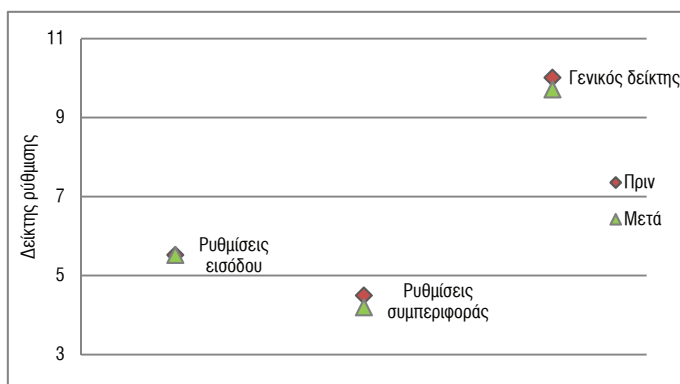 11
Γενικός δείκτης
9
Δείκτης ρύθμισης
7
Πριν
Μετά
Ρυθμίσεις
εισόδου
5
Ρυθμίσεις
συμπεριφοράς
3